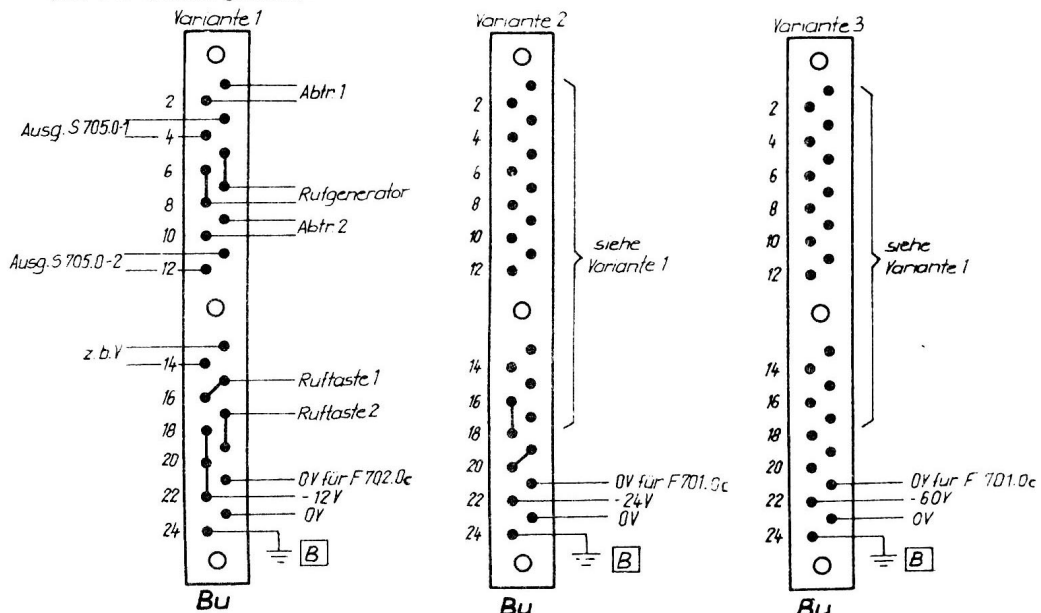 Variante 1
2
Abtr. 1
Ausg. S 705.0-1
4
6
Rufgenerator
8
Abtr. 2
10
Ausg. S 705.0-2
12
z.b.V
14
Ruftaste 1
16
Ruftaste 2
18
20
0V für F 702.0c
22
-12V
0V
24
B
Bu
Variante 2
2
4
6
8
siehe
Variante 1
10
12
14
16
18
20
0V für F 701.0c
22
-24V
0V
24
B
Bu
Variante 3
2
4
6
8
siehe
Variante 1
10
12
14
16
18
20
0V für F 701.0c
22
-60V
0V
24
B
Bu